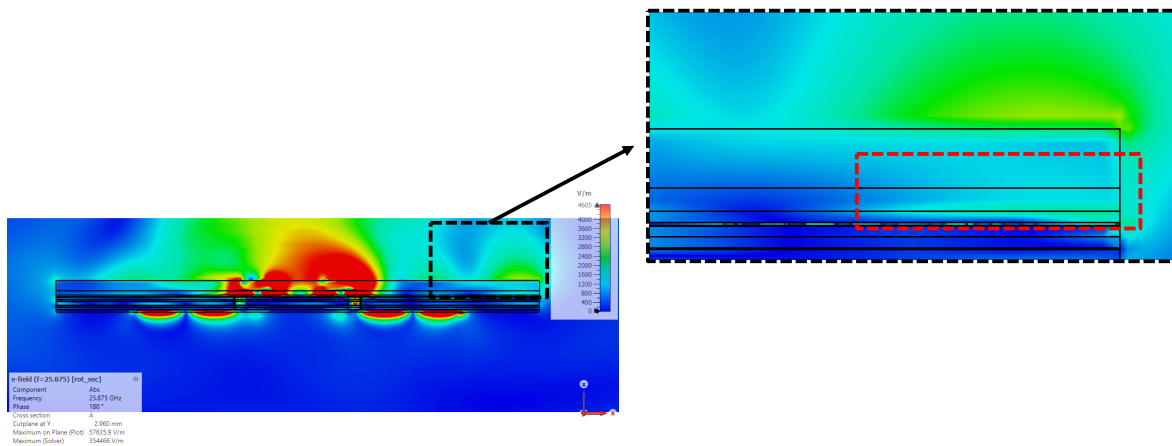 V/m
4605
4000
3600
3200
2800
2400
2000
1600
1200
800
400
0
e-field (f=25.875) [rot_sec]
Component Abs
Frequency 25.875 GHz
Phase 180 °
Cross section A
Cutplane at Y 2.960 mm
Maximum on Plane (Plot) 57635.9 V/m
Maximum (Solver) 354466 V/m
z
x